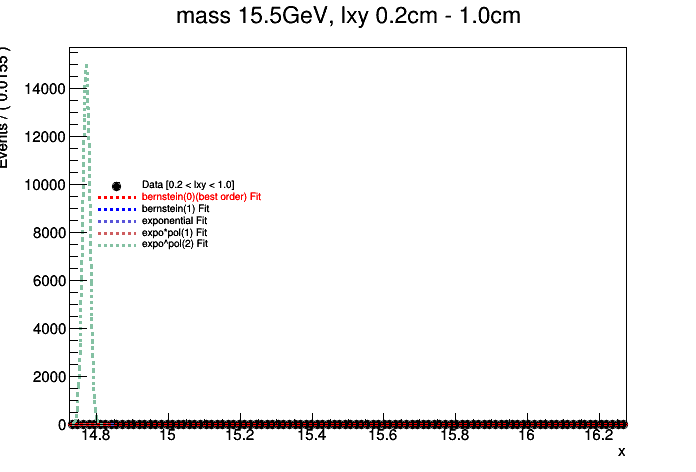 mass 15.5GeV, lxy 0.2cm - 1.0cm
Events / ( 0.0155 )
14000
12000
10000
8000
6000
4000
2000
0
Data [0.2 < lxy < 1.0]
bernstein(0)(best order) Fit
bernstein(1) Fit
exponential Fit
expo*pol(1) Fit
expo^pol(2) Fit
14.8 15 15.2 15.4 15.6 15.8 16 16.2
x